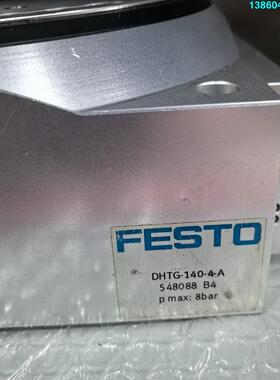 138604
FESTO
DHTG-140-4-A
548088 B4
p max: 8bar